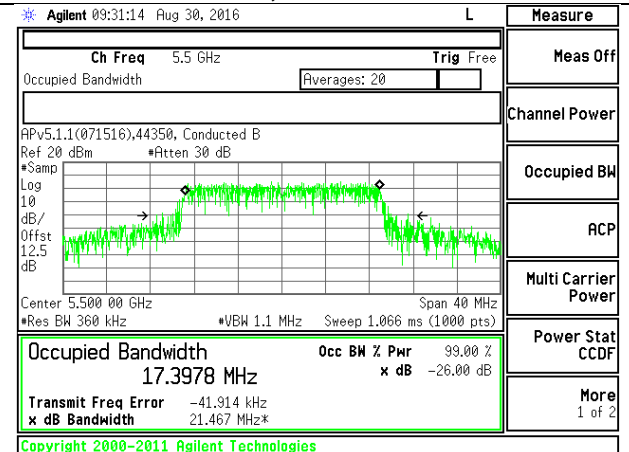 Agilent 09:31:14 Aug 30, 2016 L Measure
Ch Freq 5.5 GHz Trig Free
Meas Off
Occupied Bandwidth Averages: 20
Channel Power
APv5.1.1(071516),44350, Conducted B
Ref 20 dBm #Atten 30 dB
#Samp
Log
10
dB/
Offst
12.5
dB
Occupied BW
ACP
Multi Carrier
Power
Center 5.500 00 GHz Span 40 MHz
#Res BW 360 kHz #VBW 1.1 MHz Sweep 1.066 ms (1000 pts)
Power Stat
CCDF
Occupied Bandwidth Occ BW % Pwr 99.00 %
17.3978 MHz x dB -26.00 dB
Transmit Freq Error -41.914 kHz
x dB Bandwidth 21.467 MHz*
More
1 of 2
Copyright 2000-2011 Agilent Technologies